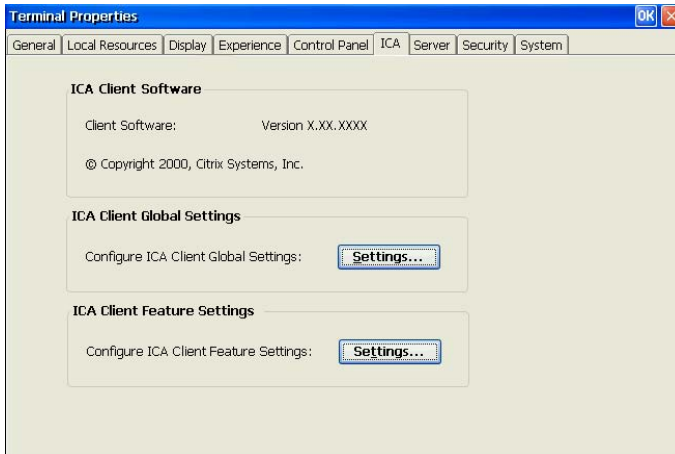 Terminal Properties OK
General Local Resources Display Experience Control Panel ICA Server Security System
ICA Client Software
Client Software: Version X.XX.XXXX
© Copyright 2000, Citrix Systems, Inc.
ICA Client Global Settings
Configure ICA Client Global Settings: Settings...
ICA Client Feature Settings
Configure ICA Client Feature Settings: Settings...